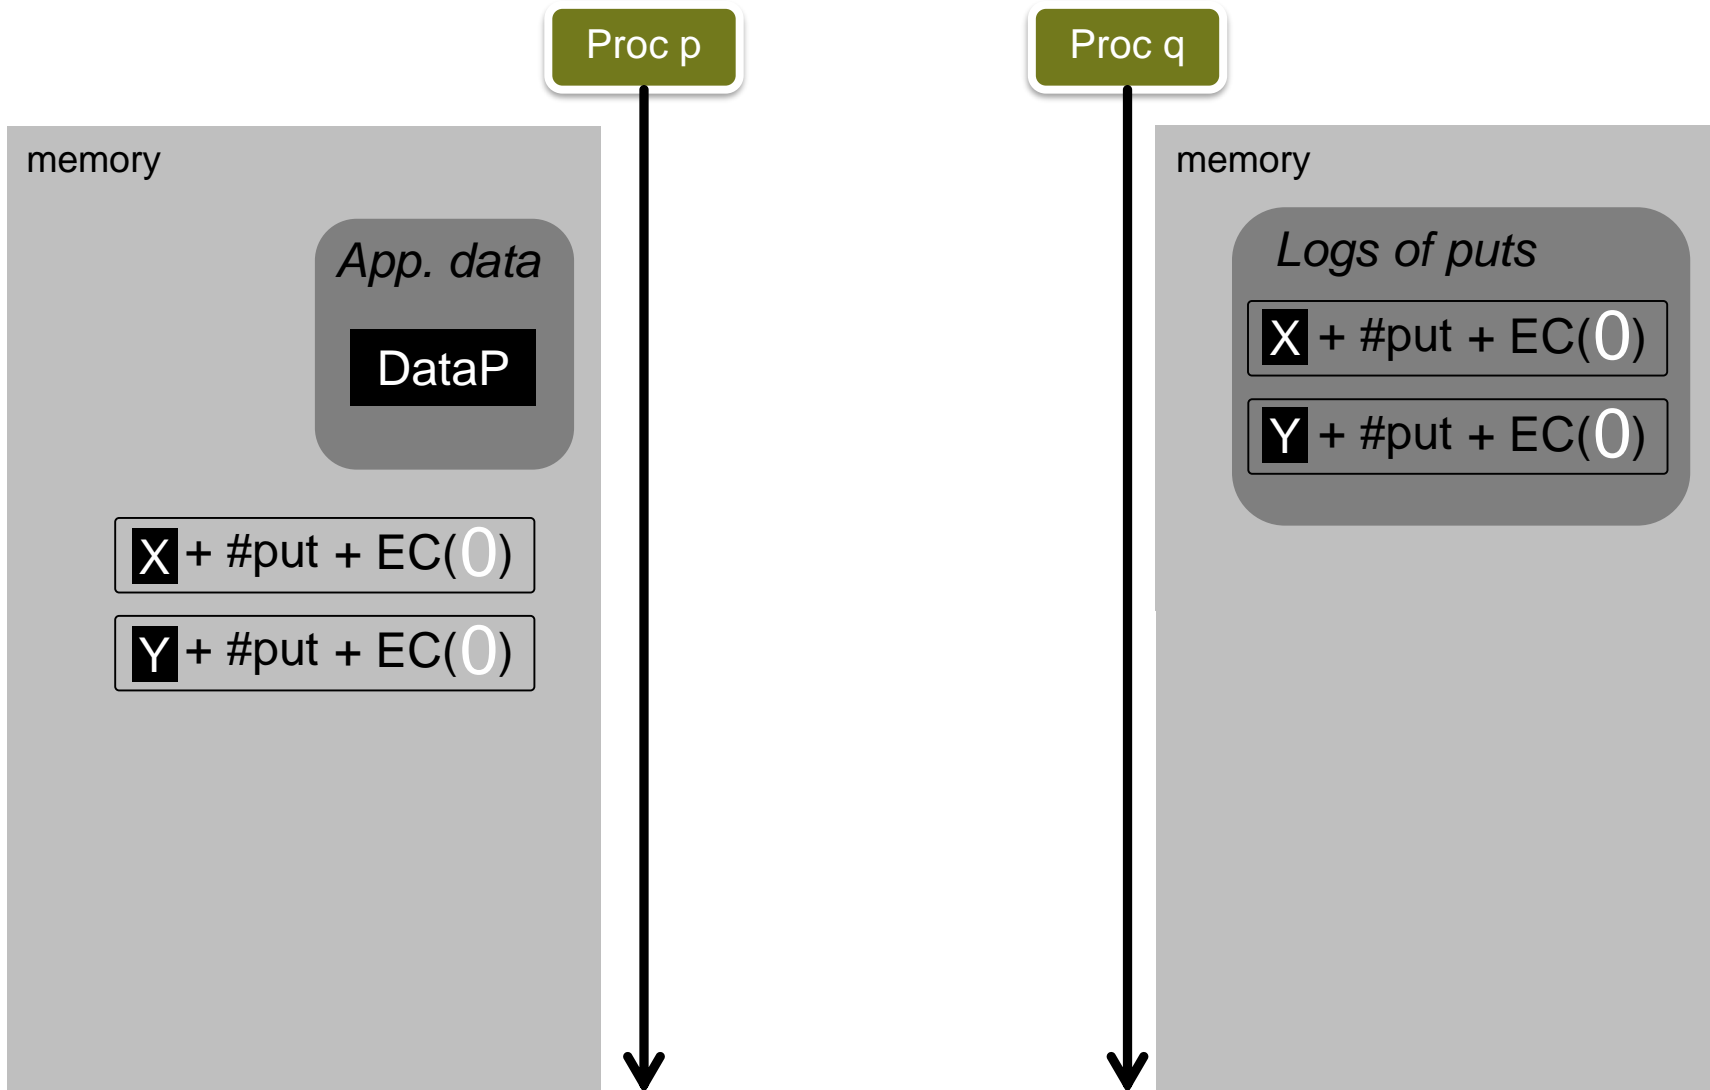 Proc p
Proc q
memory
App. data
DataP
X + #put + EC(0)
Y + #put + EC(0)
memory
Logs of puts
X + #put + EC(0)
Y + #put + EC(0)